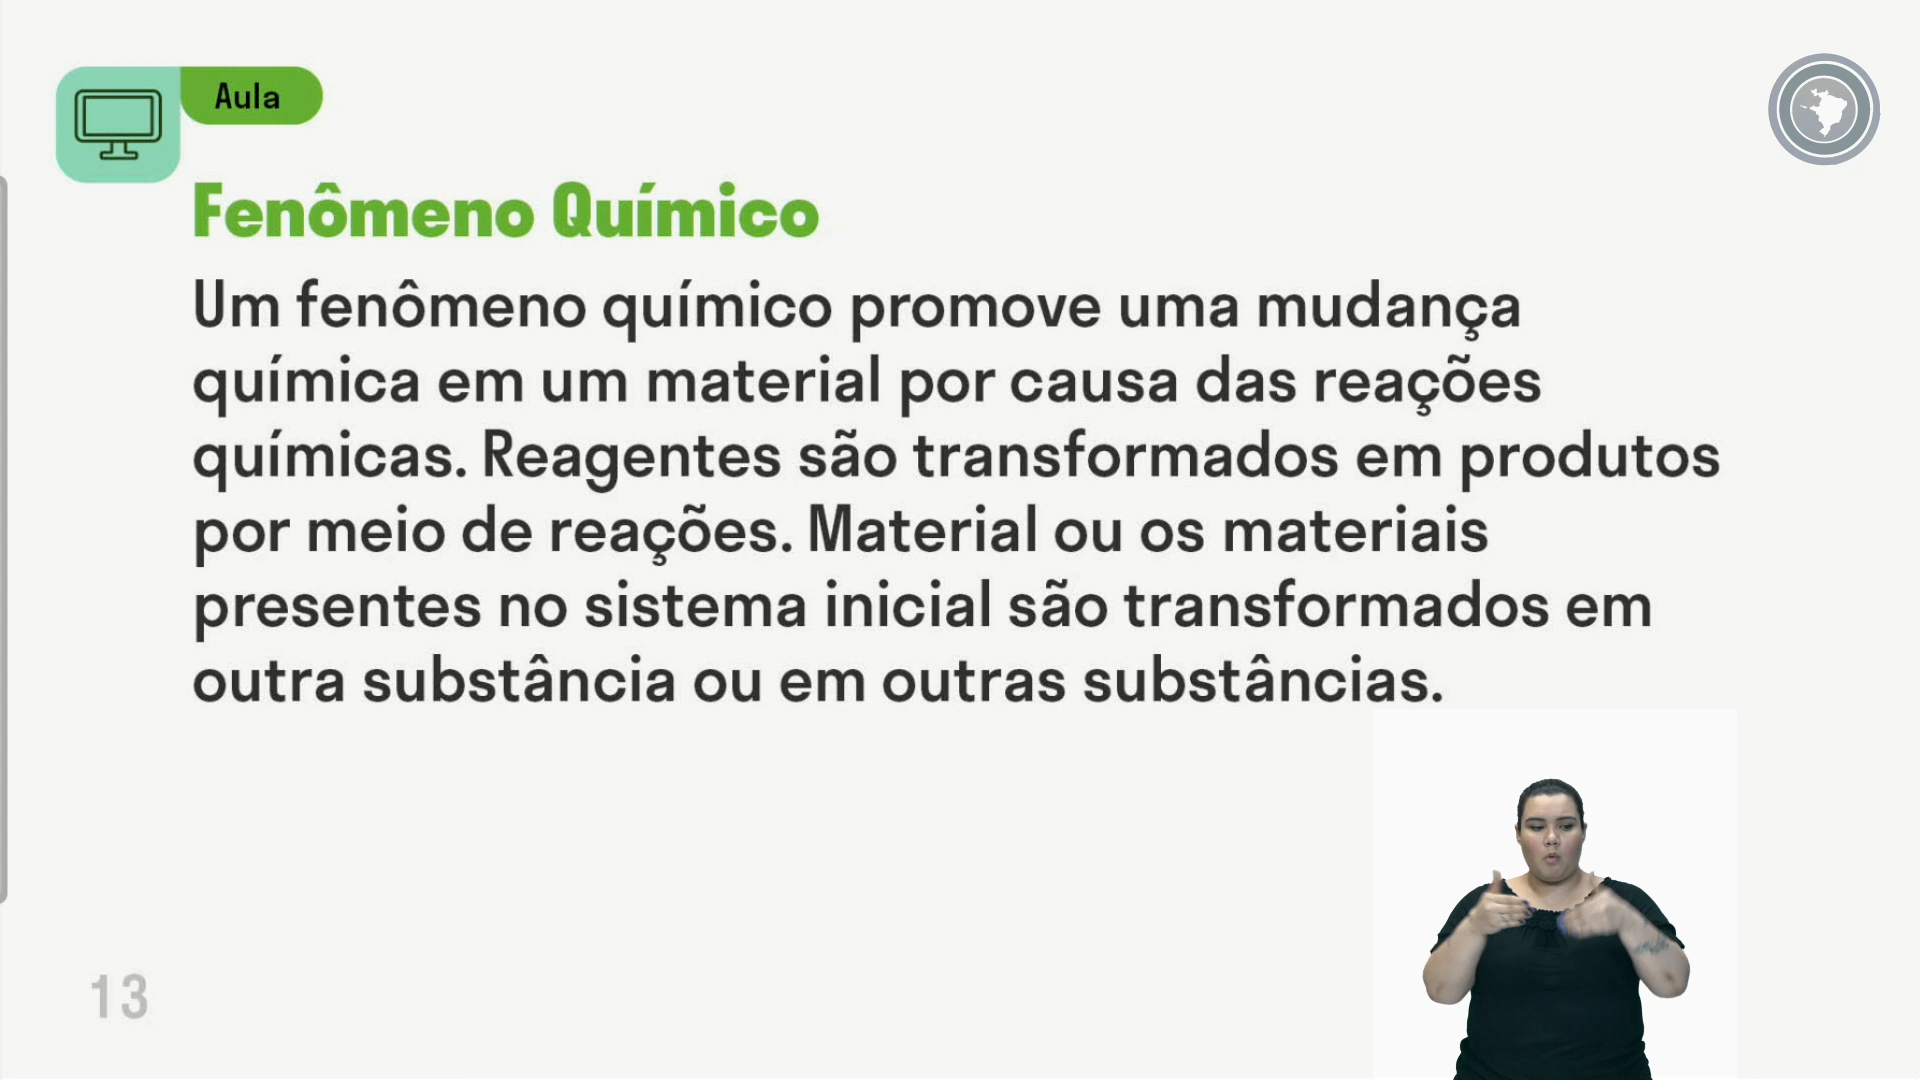 Aula
Fenômeno Químico
Um fenômeno químico promove uma mudança
química em um material por causa das reações
químicas. Reagentes são transformados em produtos
por meio de reações. Material ou os materiais
presentes no sistema inicial são transformados em
outra substância ou em outras substâncias.
13